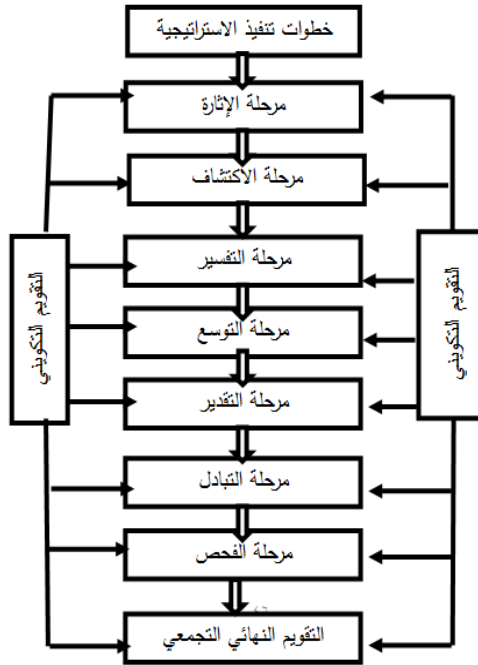 خطوات تنفيذ الاستراتيجية
مرحلة الإثارة
مرحلة الاكتشاف
مرحلة التفسير
مرحلة التوسع
مرحلة التقدير
مرحلة التبادل
مرحلة الفحص
التقويم النهائي التجمعي
التقويم التكويني
التقويم التكويني